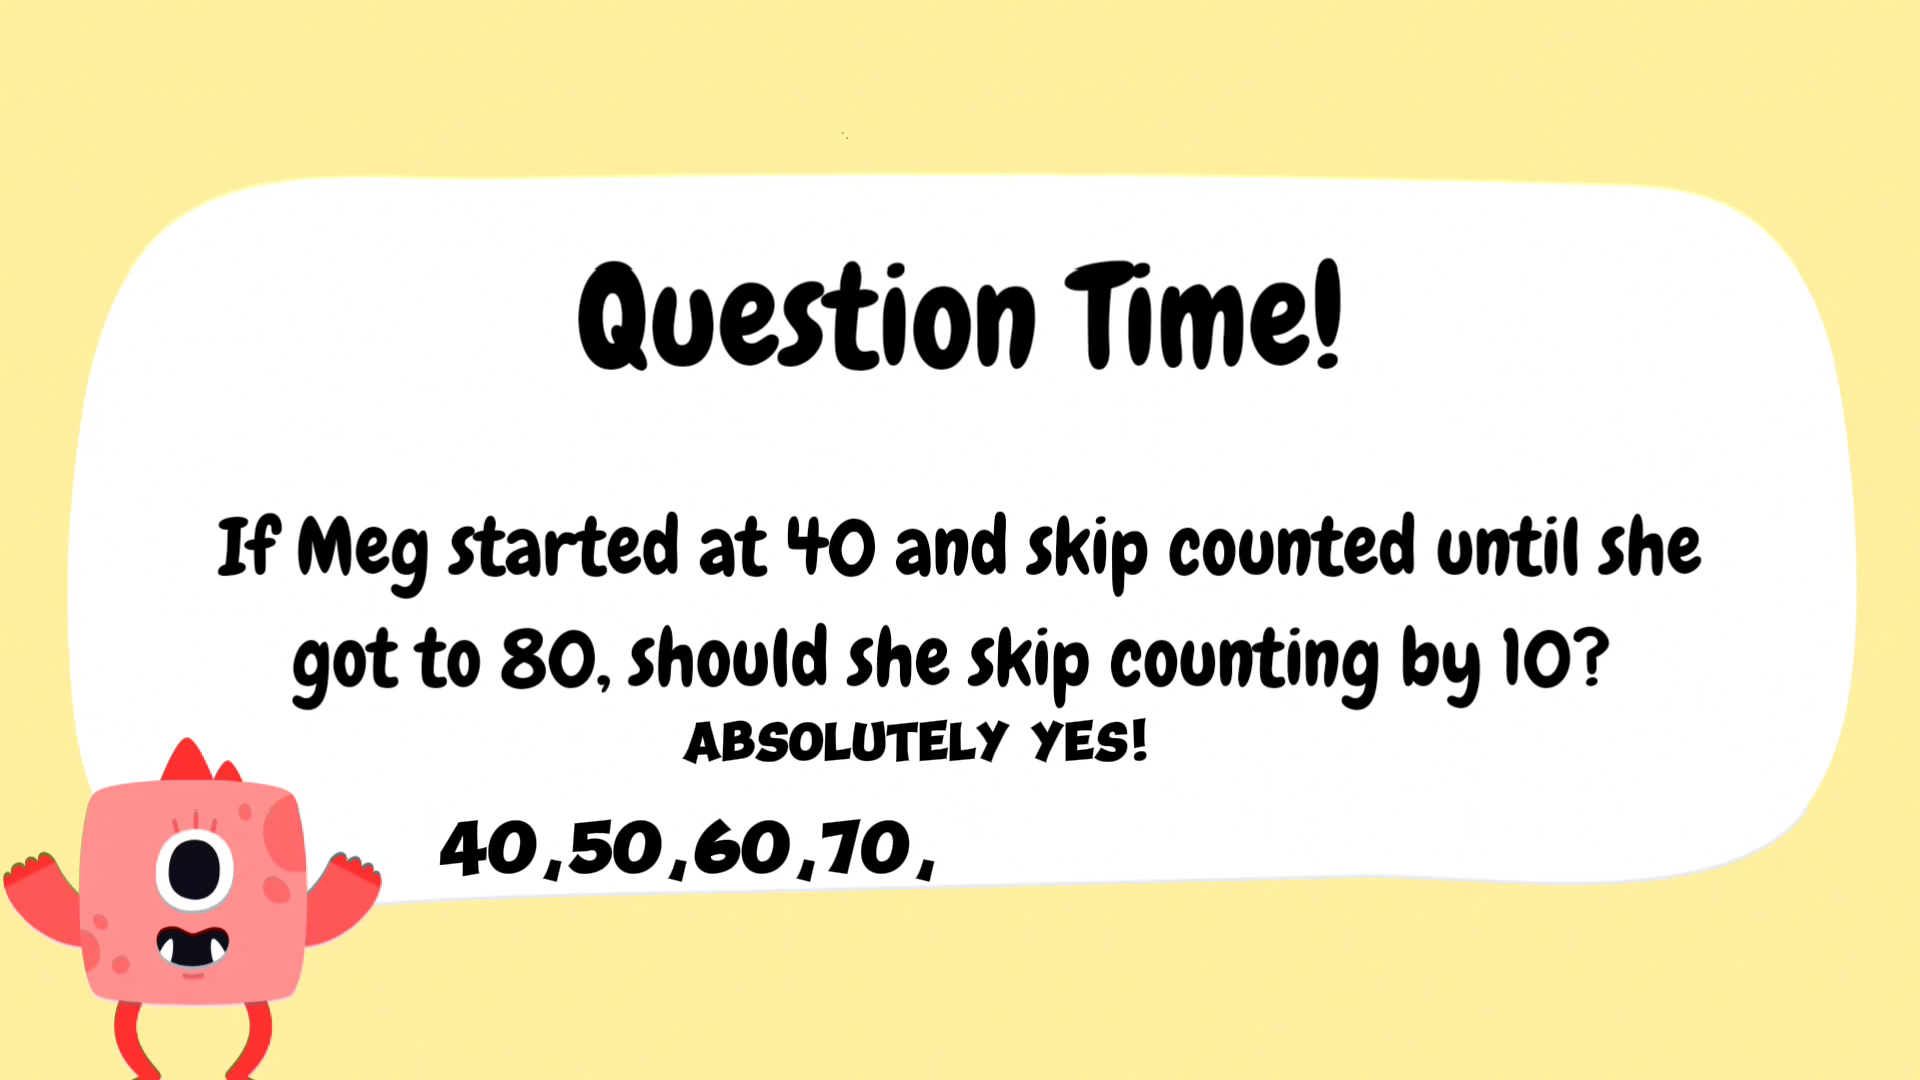 Question Time!
If Meg started at 40 and skip counted until she
got to 80, should she skip counting by 10?
ABSOLUTELY YES!
40,50,60,70,